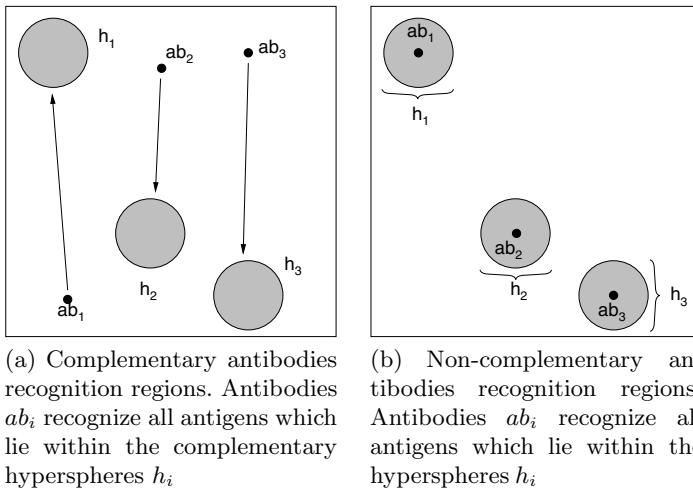 h1
ab2
ab3
ab1
h2
h3
ab1
h1
ab2
h2
ab3
h3
(a) Complementary antibodies
recognition regions. Antibodies
abi recognize all antigens which
lie within the complementary
hyperspheres hi
(b) Non-complementary an
tibodies recognition regions
Antibodies abi recognize al
antigens which lie within the
hyperspheres hi